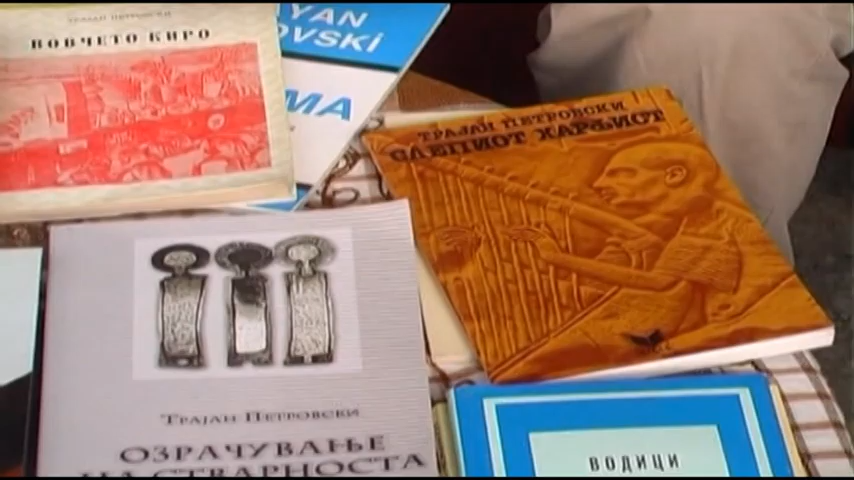 ТРАЈАН ПЕТРОВСКИ
ВОВЧЕТО КИРО
YAN
OVSKI
MA
ТРАЈАН ПЕТРОВСКИ
СЛЕПИОТ ХАРФИСТ
ТРАЈАН ПЕТРОВСКИ
ОЗРАЧУВАЊЕ
НА СТВАРНОСТА
ВОДИЦИ